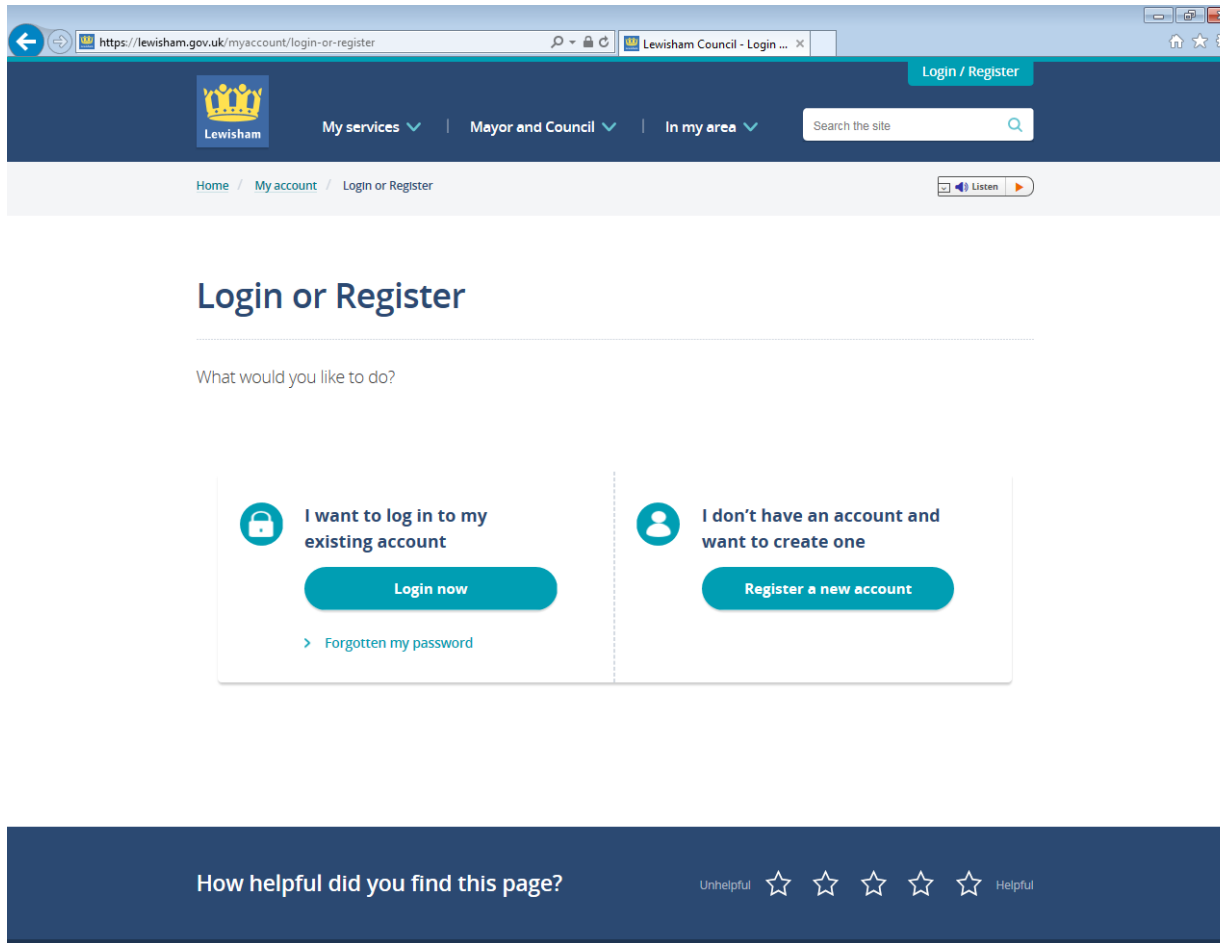 https://lewisham.gov.uk/myaccount/login-or-register
Lewisham Council - Login ...
Login / Register
Lewisham
My services
Mayor and Council
In my area
Search the site
Home / My account / Login or Register
Listen
Login or Register
What would you like to do?
I want to log in to my
existing account
Login now
Forgotten my password
I don’t have an account and
want to create one
Register a new account
How helpful did you find this page?
Unhelpful
Helpful